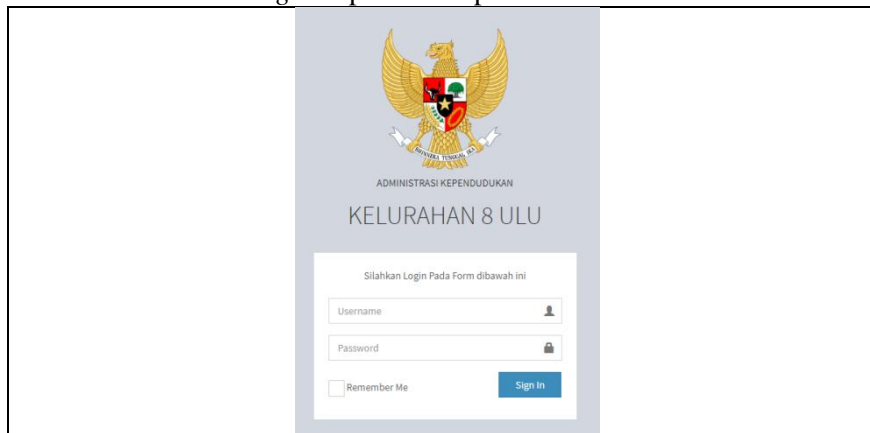 BHINNEKA TUNGGAL IKA
ADMINISTRASI KEPENDUDUKAN
KELURAHAN 8 ULU
Silahkan Login Pada Form dibawah ini
Username
Password
Remember Me
Sign In